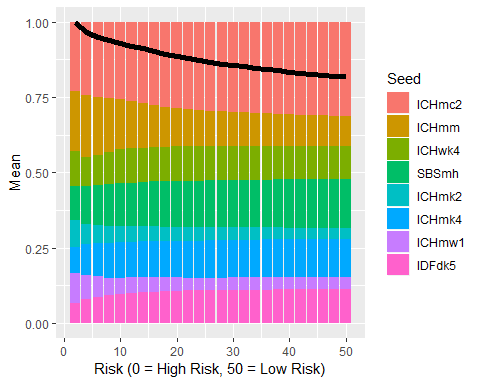 1.00
0.75
0.50
0.25
0.00
Mean
0
10
20
30
40
50
Risk (0 = High Risk, 50 = Low Risk)
Seed
ICHmc2
ICHmm
ICHwk4
SBSmh
ICHmk2
ICHmk4
ICHmw1
IDFdk5